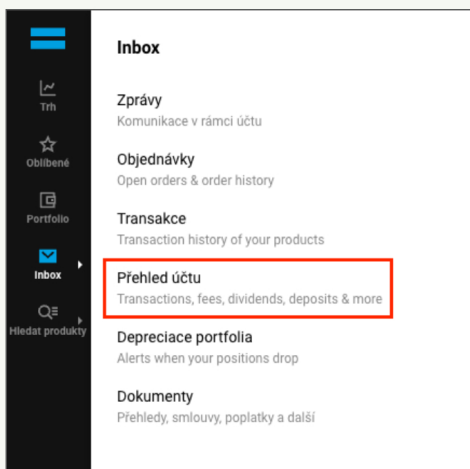 Inbox
Trh
Oblíbené
Portfolio
Inbox
Hledat produkty
Zprávy
Komunikace v rámci účtu
Objednávky
Open orders & order history
Transakce
Transaction history of your products
Přehled účtu
Transactions, fees, dividends, deposits & more
Depreciace portfolia
Alerts when your positions drop
Dokumenty
Přehledy, smlouvy, poplatky a další